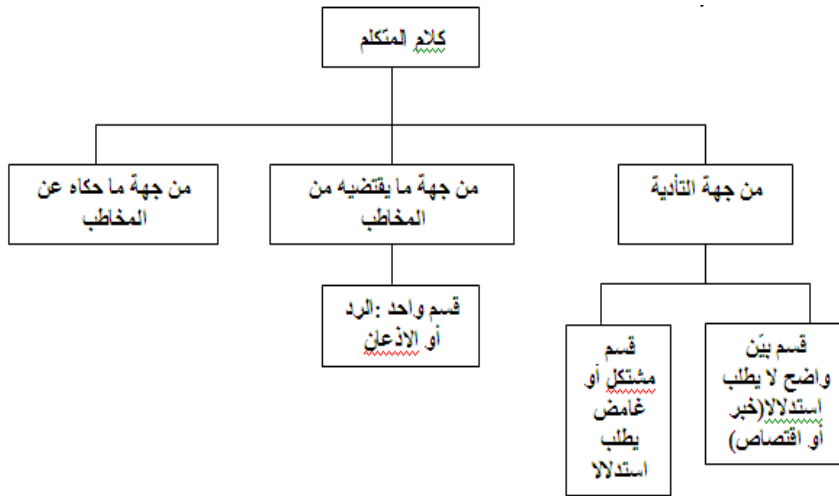 كلام المتكلم
من جهة التأدية
من جهة ما يقتضيه من
المخاطب
من جهة ما حكاه عن
المخاطب
قسم بيّن
واضح لا يطلب
استدلالا(خبر
أو اقتصاص)
قسم
مشتكل أو
غامض
يطلب
استدلالا
قسم واحد :الرد
أو الاذعان